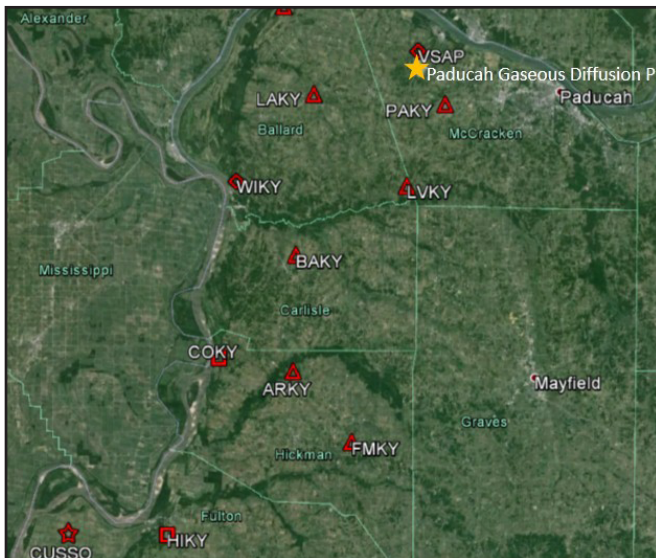 Alexander
VSAP
Paducah Gaseous Diffusion P
LAKY
PAKY
Paducah
Ballard
McCracken
WIKY
LVKY
BAKY
Mississippi
Carlisle
COKY
ARKY
Mayfield
Graves
Hickman
FMKY
Fulton
HIKY
CUSSO